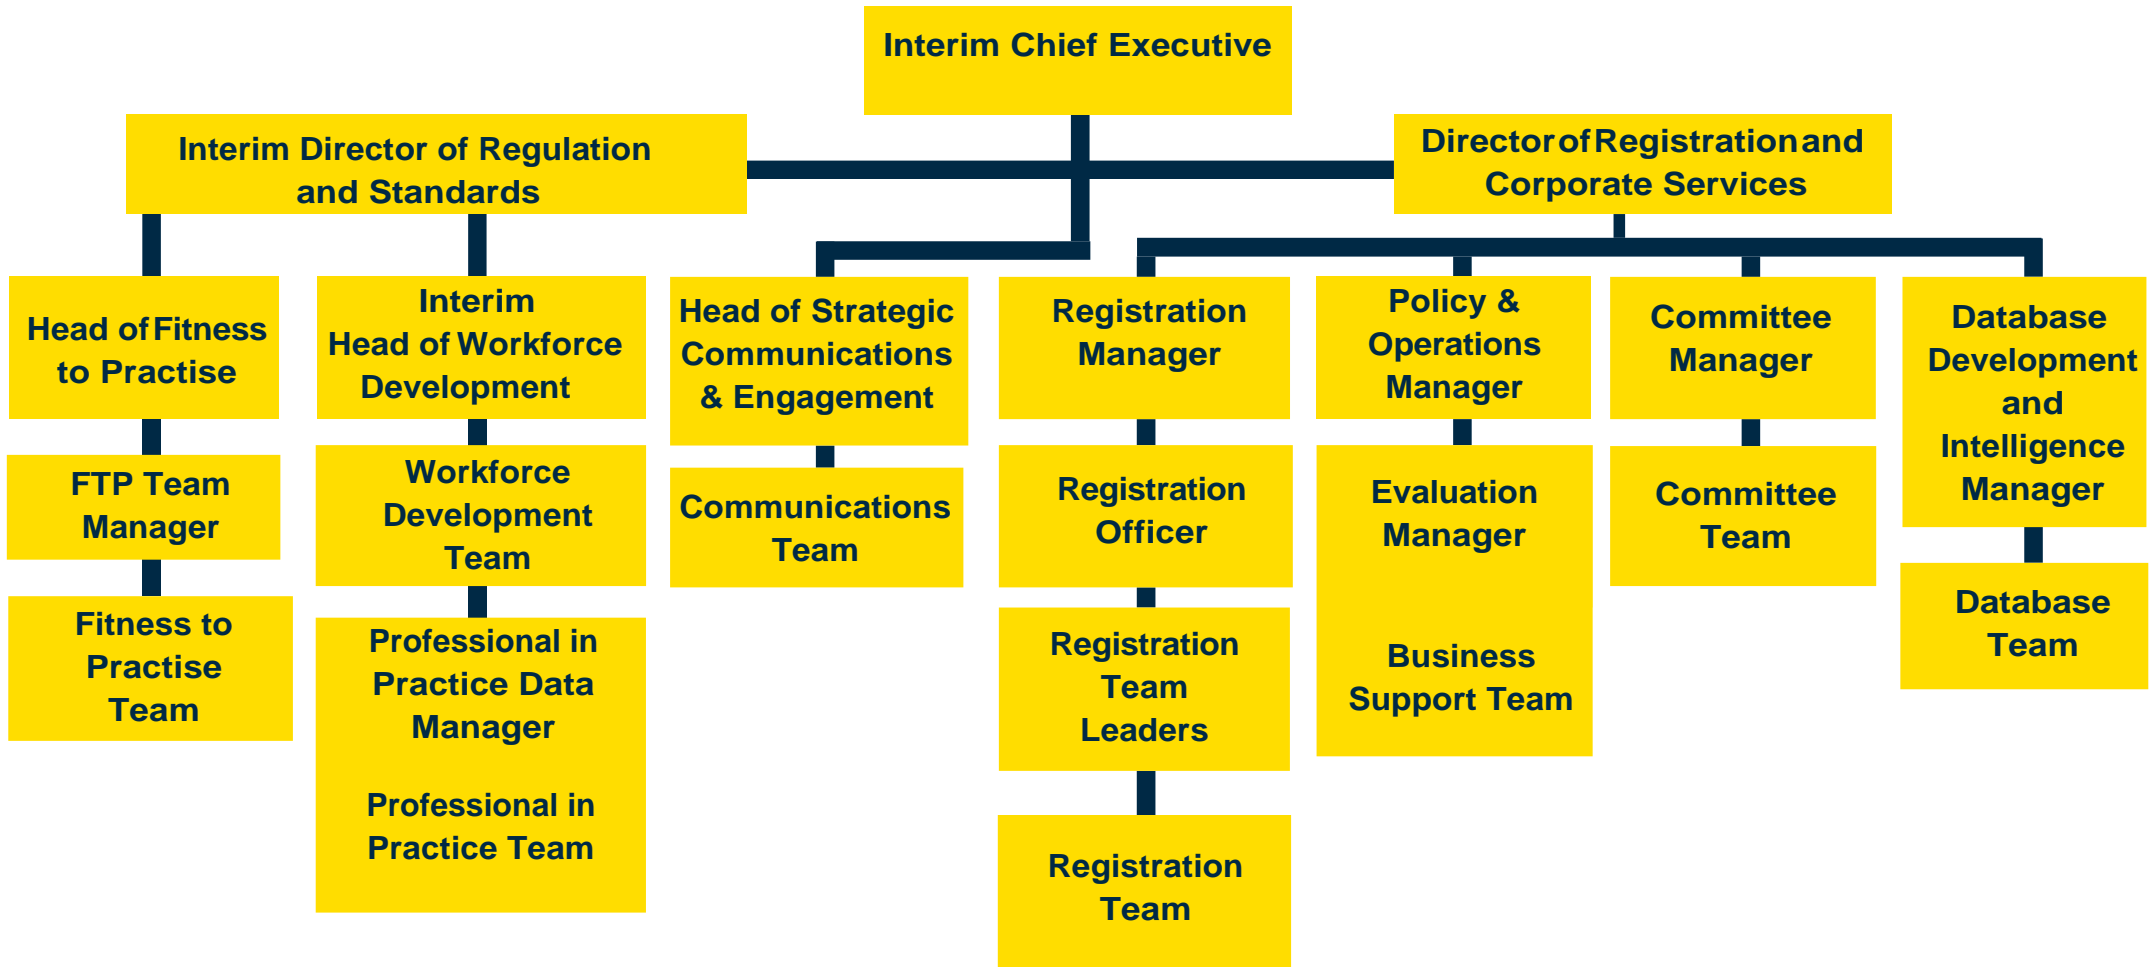 Interim Chief Executive
Interim Director of Regulation
and Standards
Director of Registration and
Corporate Services
Head of Fitness
to Practise
Interim
Head of Workforce
Development
Head of Strategic
Communications
& Engagement
Registration
Manager
Policy &
Operations
Manager
Committee
Manager
Database
Development
and
Intelligence
Manager
FTP Team
Manager
Workforce
Development
Team
Communications
Team
Registration
Officer
Evaluation
Manager
Business
Support Team
Committee
Team
Database
Team
Fitness to
Practise
Team
Professional in
Practice Data
Manager
Professional in
Practice Team
Registration
Team
Leaders
Registration
Team